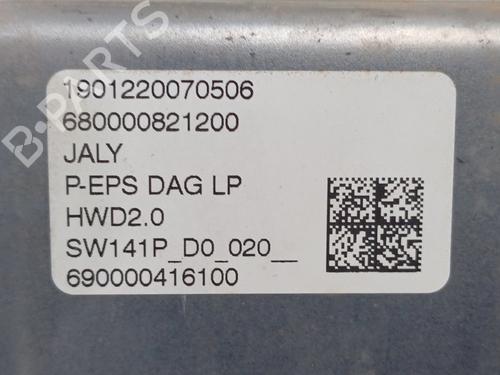 1901220070506
680000821200
JALY
P-EPS DAG LP
HWD2.0
SW141P_D0_020__
690000416100
B-PARTS